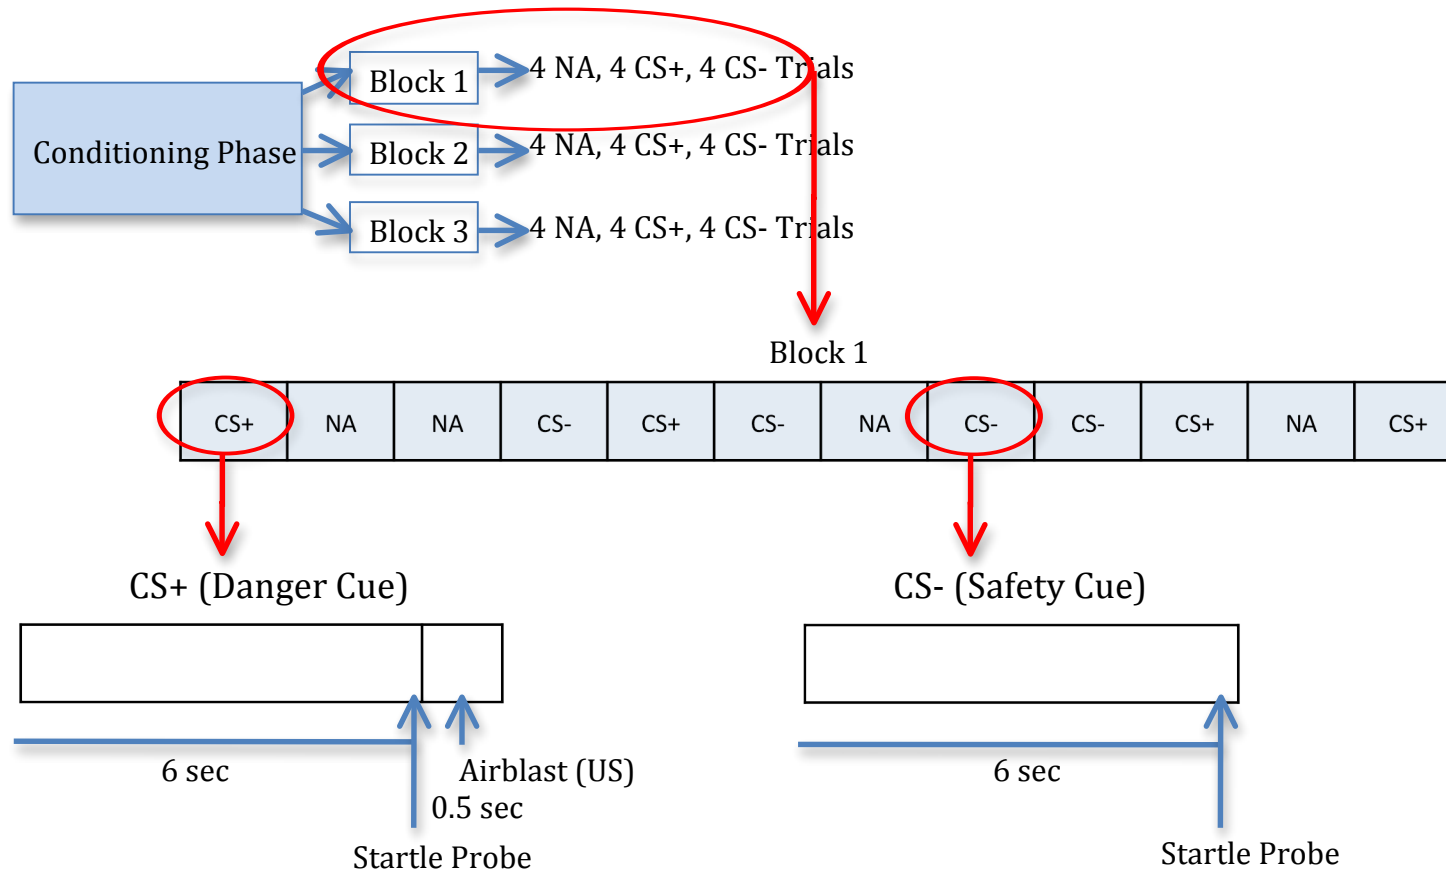 Conditioning Phase
Block 1
4 NA, 4 CS+, 4 CS- Trials
Block 2
4 NA, 4 CS+, 4 CS- Trials
Block 3
4 NA, 4 CS+, 4 CS- Trials
Block 1
CS+ NA NA CS- CS+ CS- NA CS- CS- CS+ NA CS+
CS+ (Danger Cue)
6 sec
Airblast (US)
0.5 sec
Startle Probe
CS- (Safety Cue)
6 sec
Startle Probe